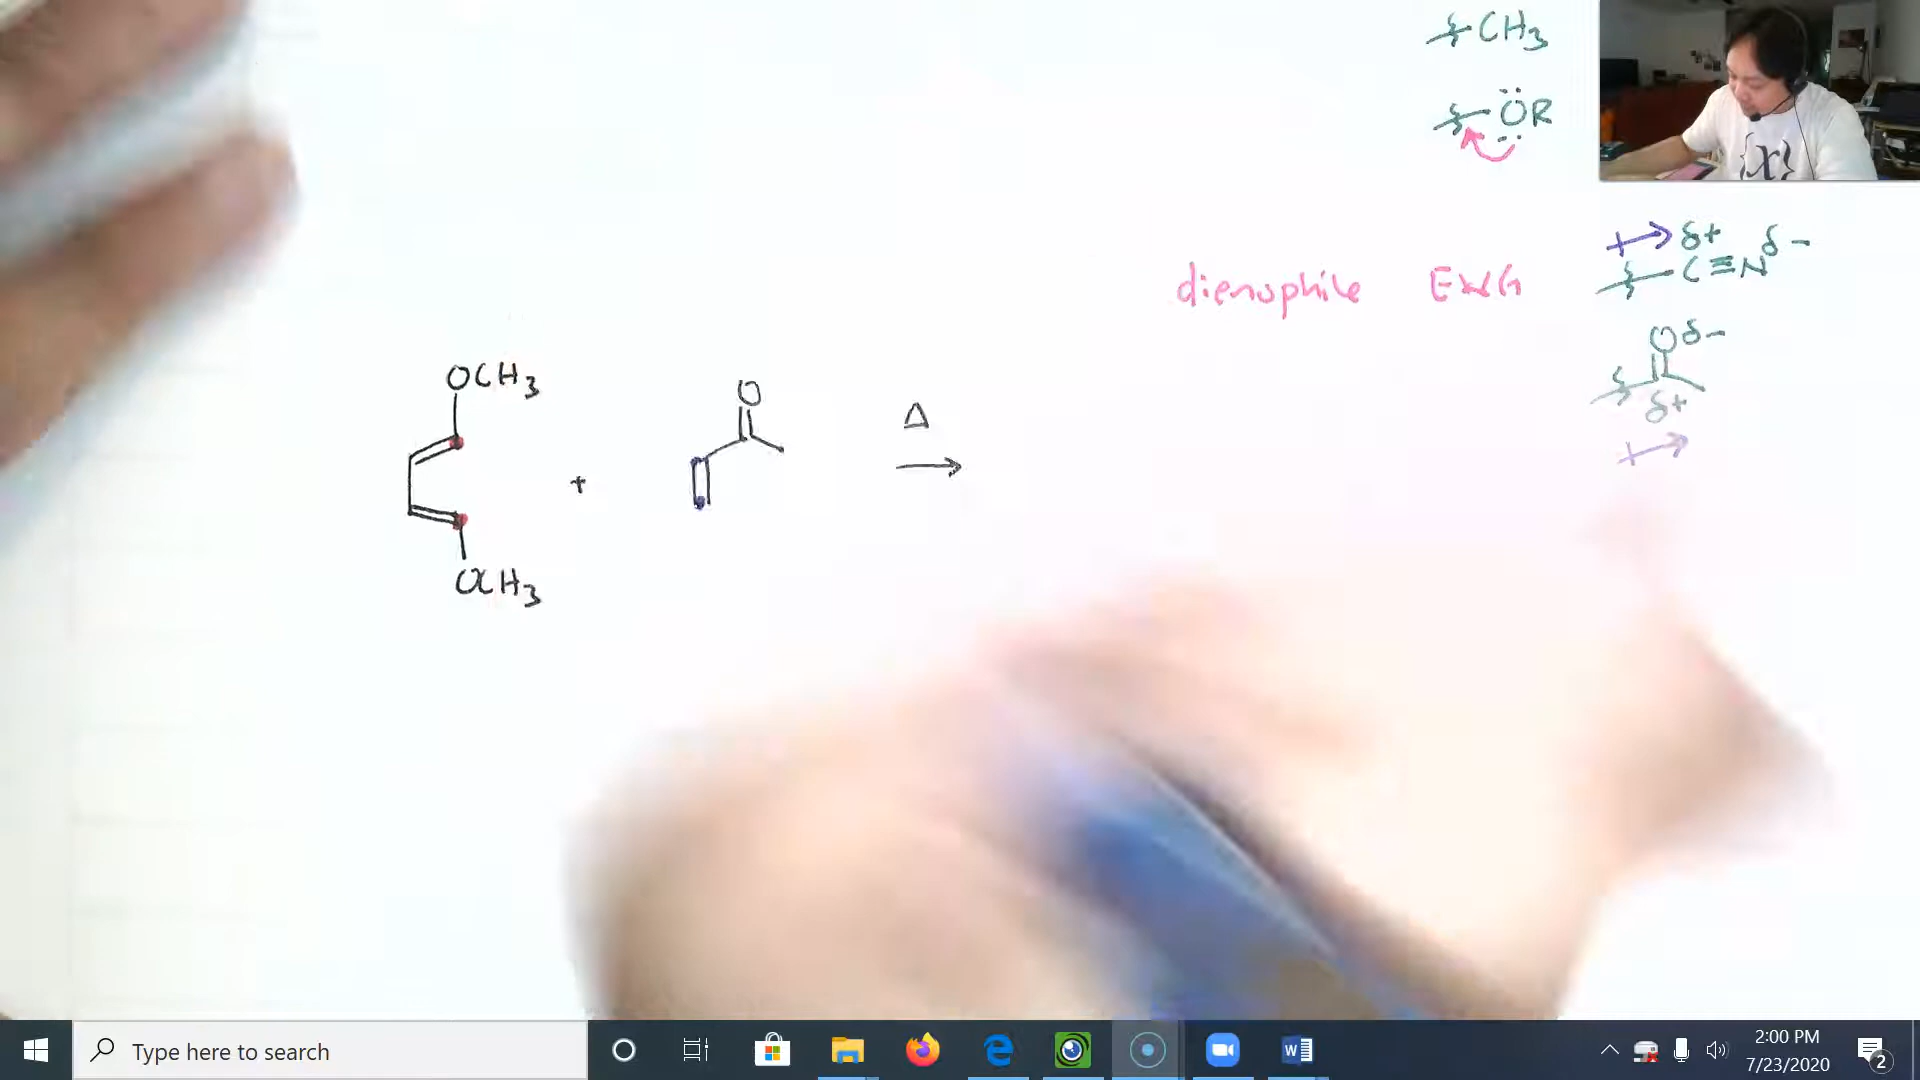 CH3
ÖR
δ+ δ-
dienophile EWG C≡N
O δ-
δ+
OCH3
O
Δ
+
OCH3
{x}
Type here to search
2:00 PM
7/23/2020
2